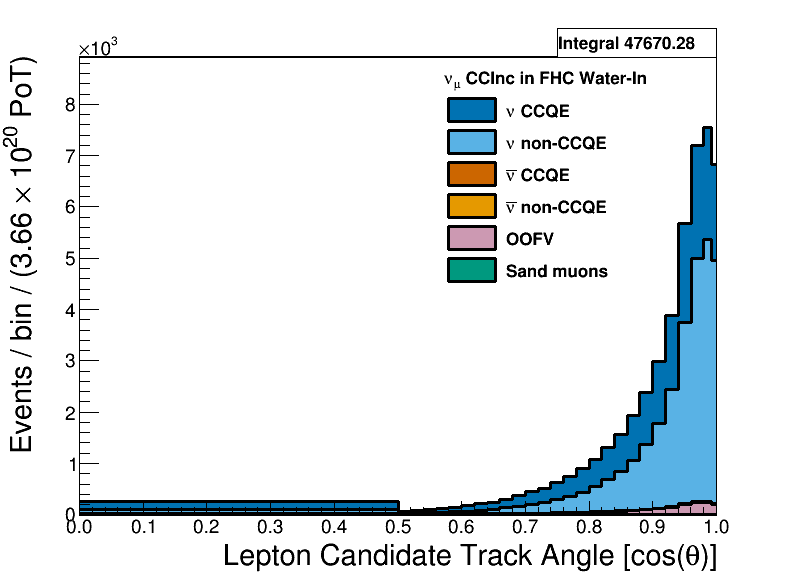 ×10³
Integral 47670.28
ν_μ CCInc in FHC Water-In
ν CCQE
ν non-CCQE
ν̅ CCQE
ν̅ non-CCQE
OOFV
Sand muons
Events / bin / (3.66 × 10²⁰ PoT)
8
7
6
5
4
3
2
1
0
0.0 0.1 0.2 0.3 0.4 0.5 0.6 0.7 0.8 0.9 1.0
Lepton Candidate Track Angle [cos(θ)]